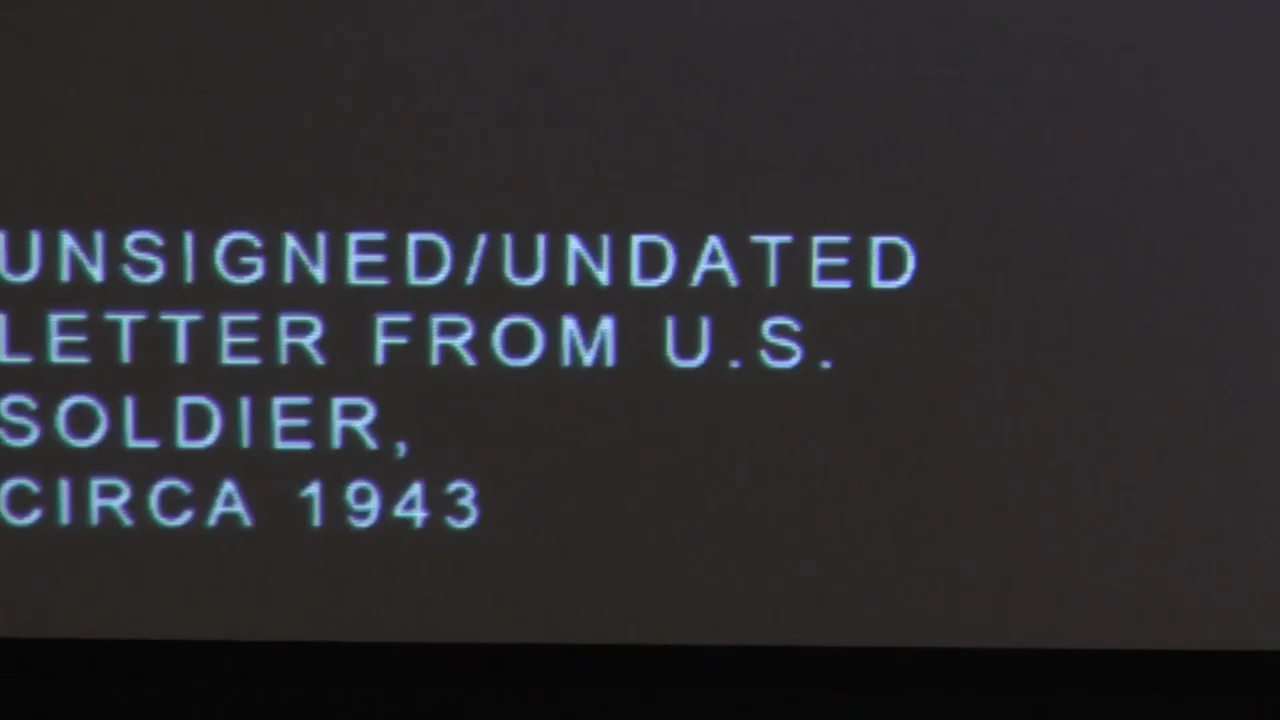 UNSIGNED/UNDATED
LETTER FROM U.S.
SOLDIER,
CIRCA 1943